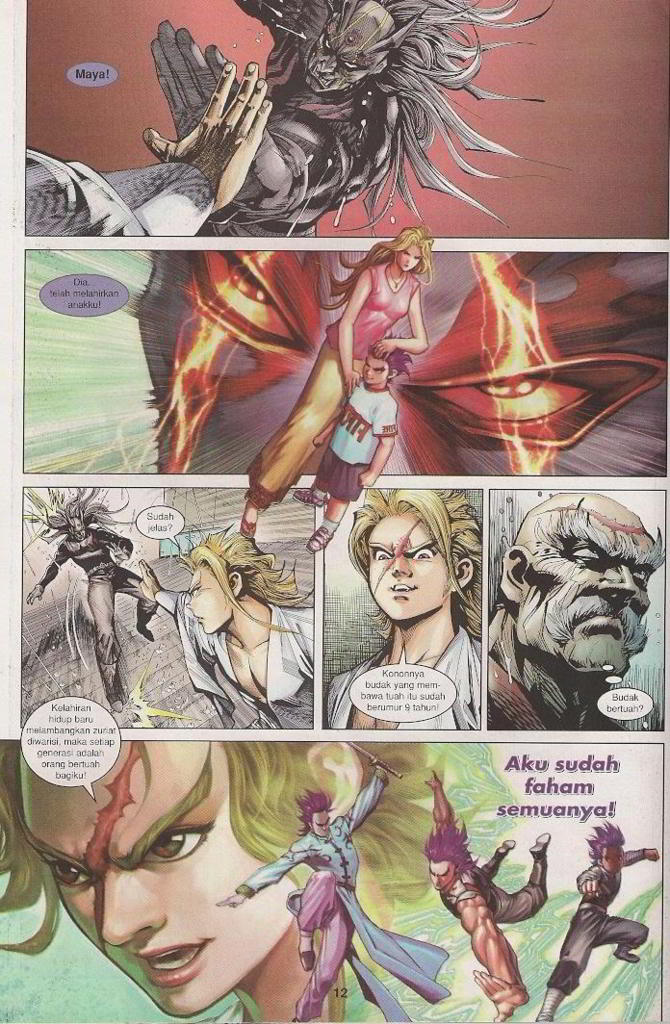 Maya!
Dia,
telah melahirkan
anakku!
Sudah
jelas?
Kononnya
budak yang mem-
bawa tuah itu sudah
berumur 9 tahun!
Budak
bertuah?
Kelahiran
hidup baru
melambangkan zuriat
diwarisi, maka setiap
generasi adalah
orang bertuah
bagiku!
Aku sudah
faham
semuanya!
12